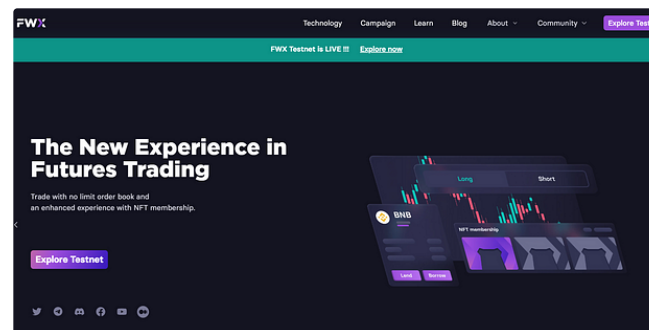 FWX
Technology Campaign Learn Blog About Community Explore Test
FWX Testnet is LIVE !!! Explore now
The New Experience in
Futures Trading
Trade with no limit order book and
an enhanced experience with NFT membership.
Explore Testnet
Long Short
BNB
NFT membership
Lend Borrow